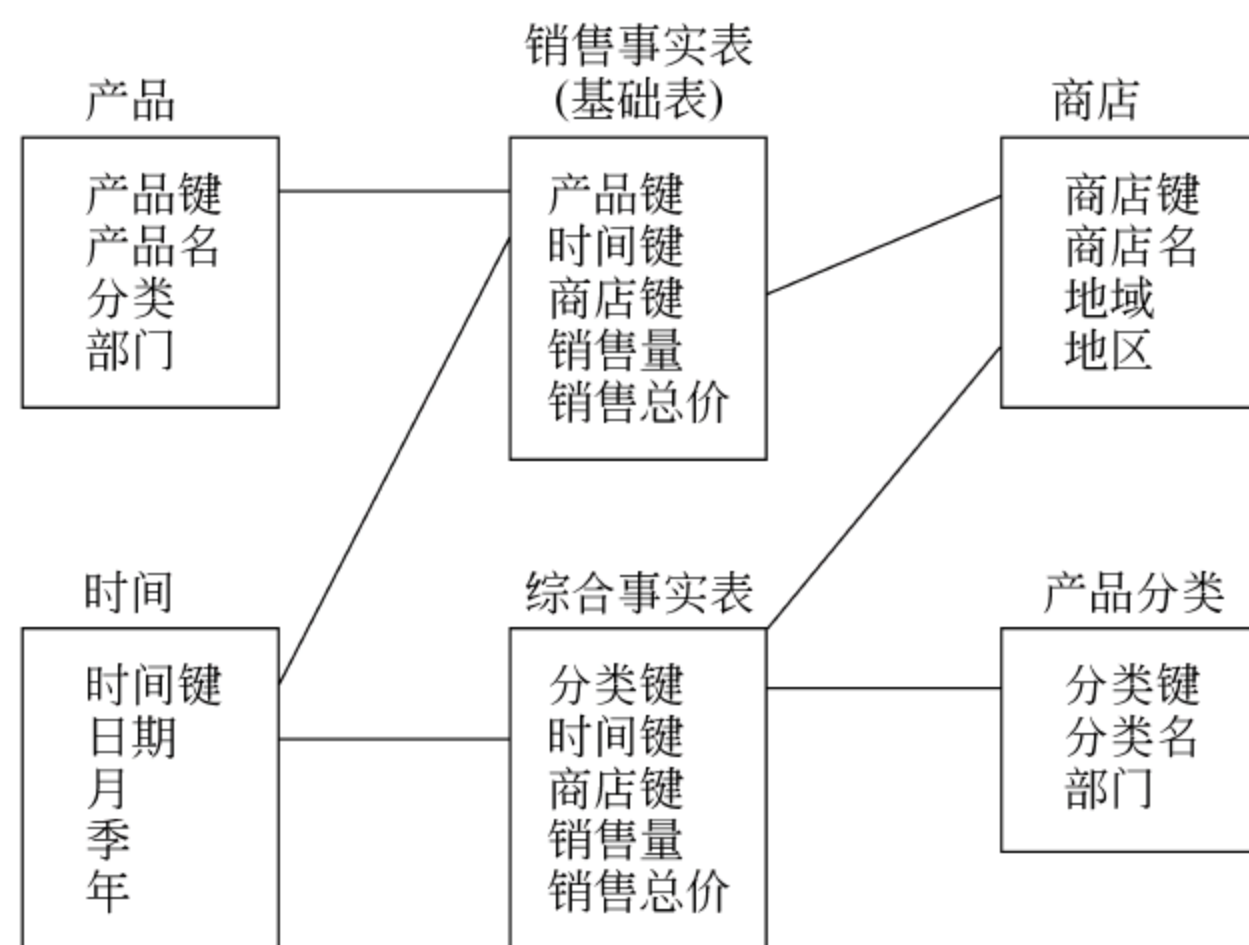 产品
产品键
产品名
分类
部门
销售事实表
(基础表)
产品键
时间键
商店键
销售量
销售总价
商店
商店键
商店名
地域
地区
时间
时间键
日期
月
季
年
综合事实表
分类键
时间键
商店键
销售量
销售总价
产品分类
分类键
分类名
部门